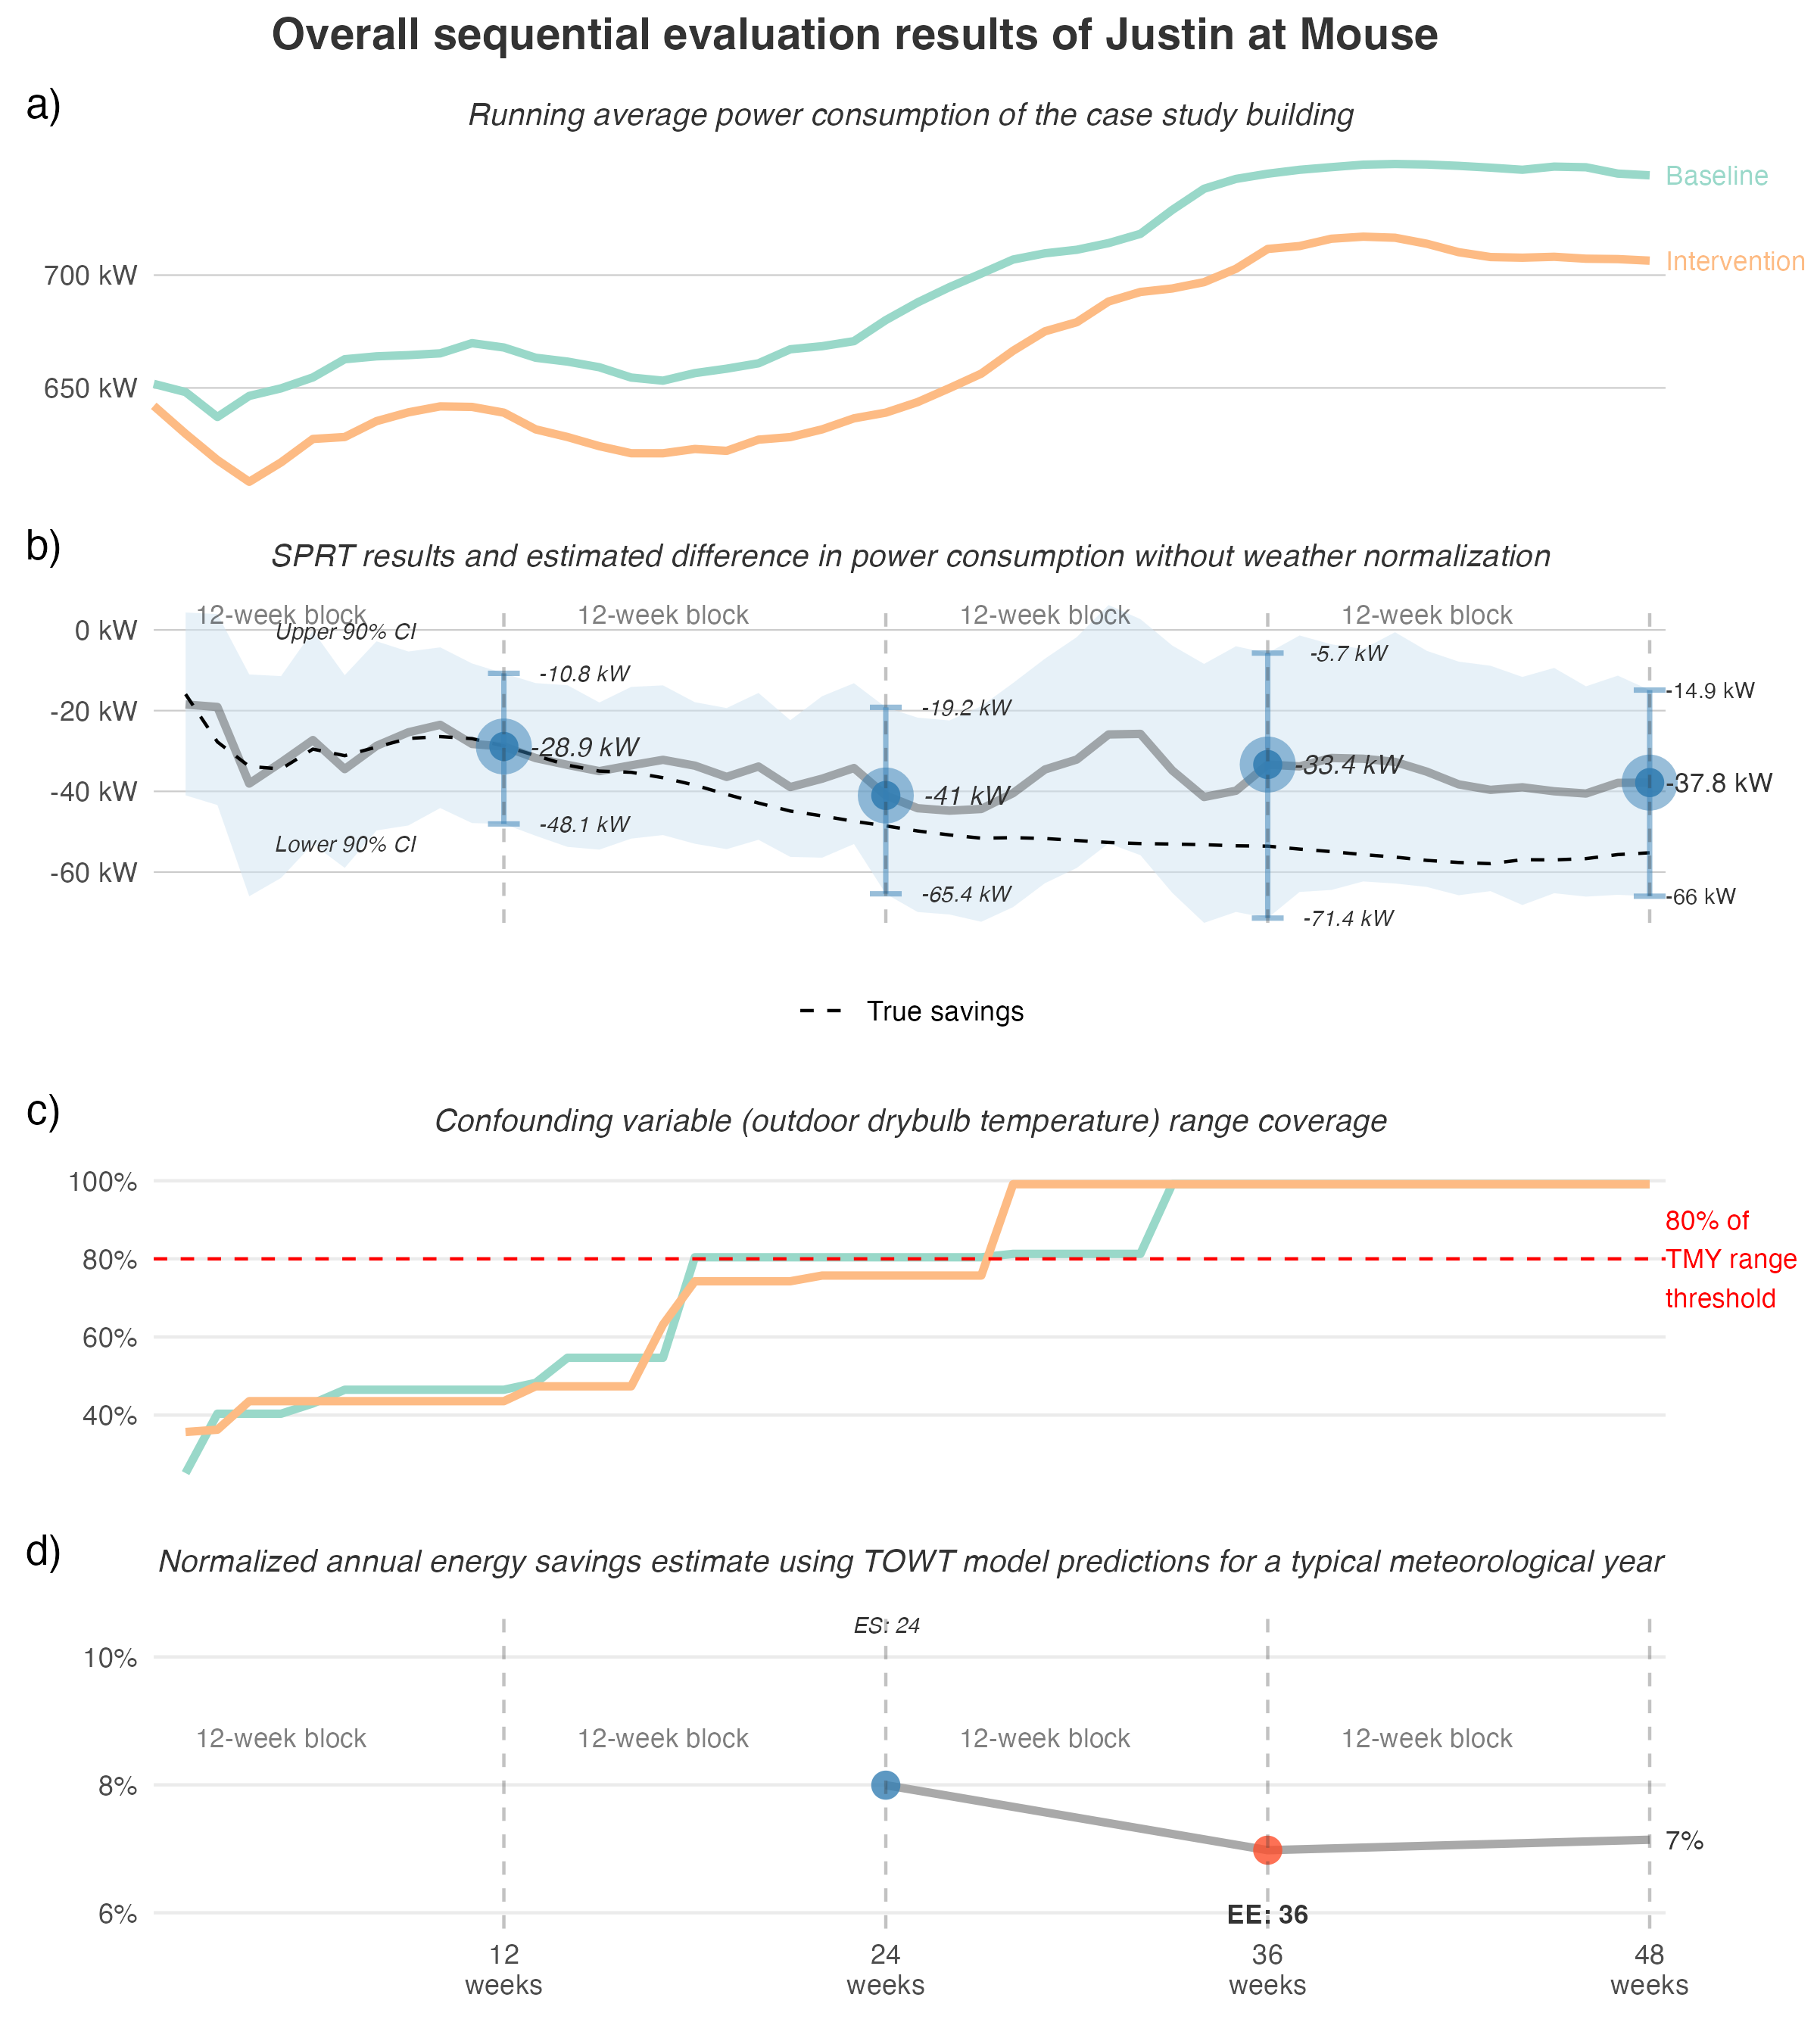 Overall sequential evaluation results of Justin at Mouse
a)
Running average power consumption of the case study building
Baseline
700 kW
Intervention
650 kW
b)
SPRT results and estimated difference in power consumption without weather normalization
12-week block
12-week block
12-week block
12-week block
0 kW
Upper 90% CI
-10.8 kW
-5.7 kW
-14.9 kW
-20 kW
-19.2 kW
-28.9 kW
-33.4 kW
-37.8 kW
-40 kW
-41 kW
-48.1 kW
Lower 90% CI
-60 kW
-65.4 kW
-66 kW
-71.4 kW
True savings
c)
Confounding variable (outdoor drybulb temperature) range coverage
100%
80%
60%
40%
80% of
TMY range
threshold
d)
Normalized annual energy savings estimate using TOWT model predictions for a typical meteorological year
ES: 24
10%
12-week block
12-week block
12-week block
12-week block
8%
7%
6%
EE: 36
12
weeks
24
weeks
36
weeks
48
weeks